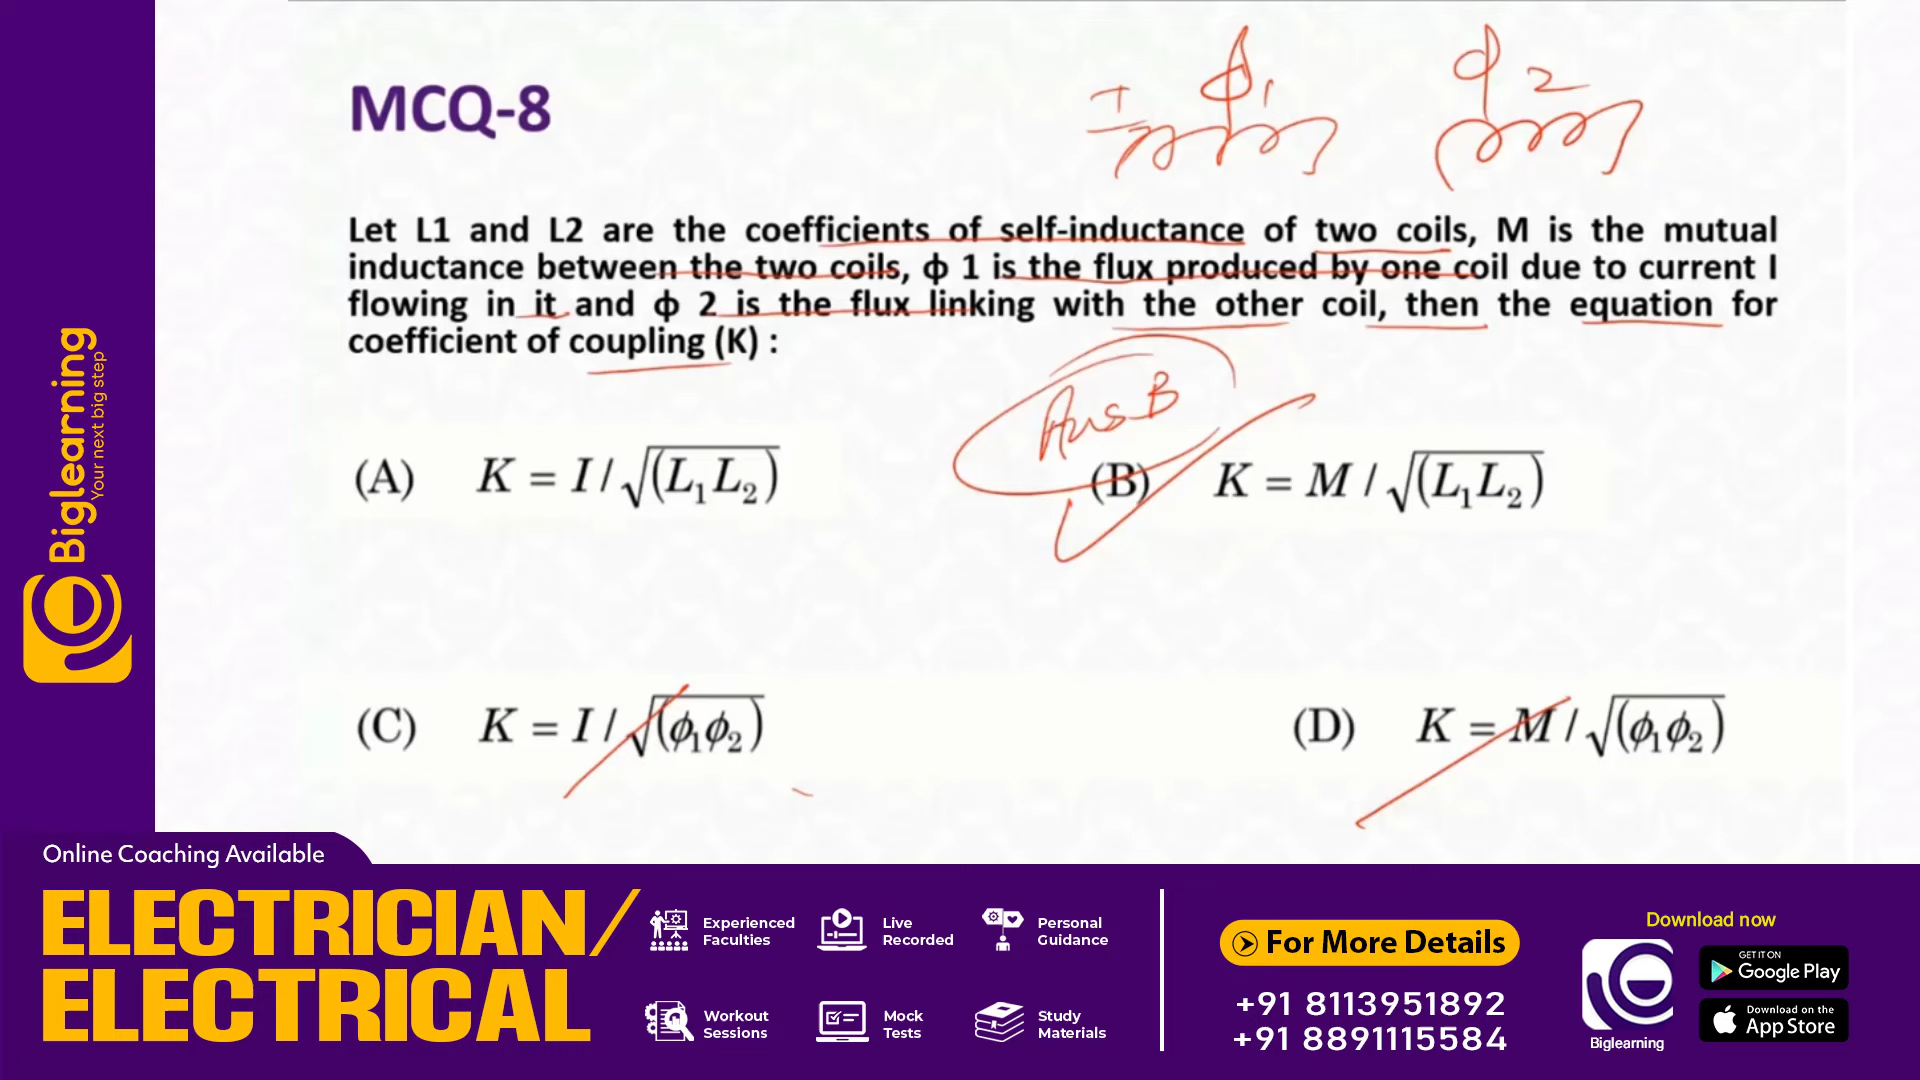 MCQ-8
I ϕ1 ϕ2
Let L1 and L2 are the coefficients of self-inductance of two coils, M is the mutual
inductance between the two coils, ϕ 1 is the flux produced by one coil due to current I
flowing in it and ϕ 2 is the flux linking with the other coil, then the equation for
coefficient of coupling (K) :
Ans B
(A) K = I / √(L₁L₂)
(B) K = M / √(L₁L₂)
(C) K = I / √(ϕ₁ϕ₂)
(D) K = M / √(ϕ₁ϕ₂)
Biglearning
Your next big step
Online Coaching Available
ELECTRICIAN/
ELECTRICAL
Experienced
Faculties
Live
Recorded
Personal
Guidance
Workout
Sessions
Mock
Tests
Study
Materials
For More Details
+91 8113951892
+91 8891115584
Download now
Biglearning
GET IT ON
Google Play
Download on the
App Store